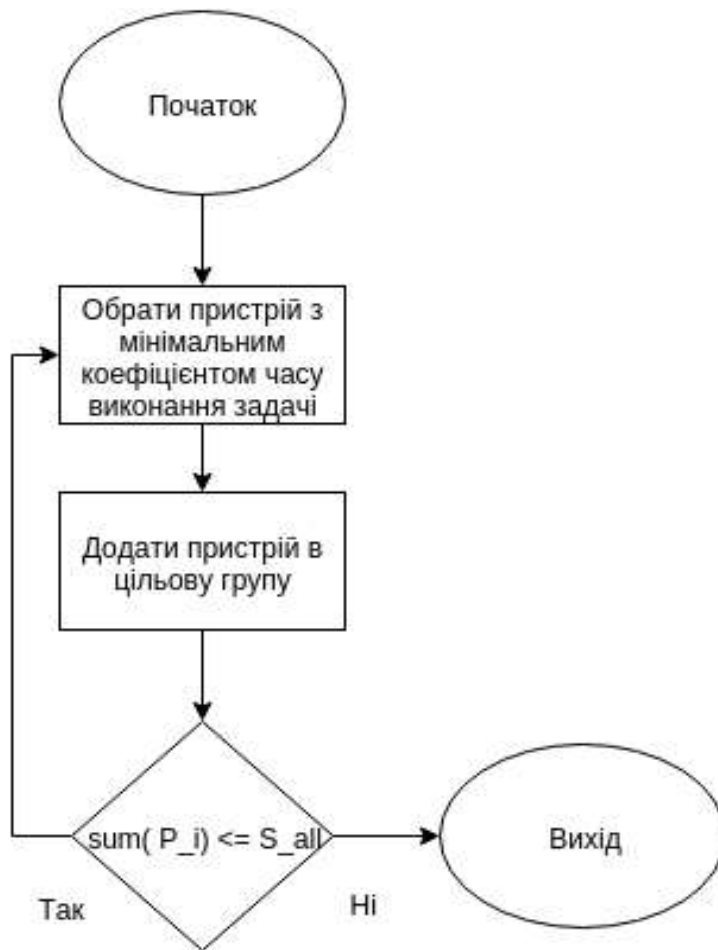 Початок
Обрати пристрій з
мінімальним
коефіцієнтом часу
виконання задачі
Додати пристрій в
цільову групу
sum( P_i) <= S_all
Вихід
Так
Ні